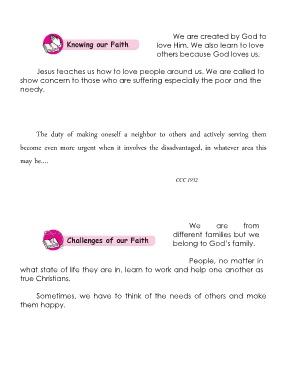 We are created by God to
Knowing our Faith
love Him. We also learn to love
others because God loves us.
Jesus teaches us how to love people around us. We are called to
show concern to those who are suffering especially the poor and the
needy.
The duty of making oneself a neighbor to others and actively serving them
become even more urgent when it involves the disadvantaged, in whatever area this
may be....
CCC 1932
We are from
different families but we
Challenges of our Faith
belong to God's family.
People, no matter in
what state of life they are in, learn to work and help one another as
true Christians.
Sometimes, we have to think of the needs of others and make
them happy.